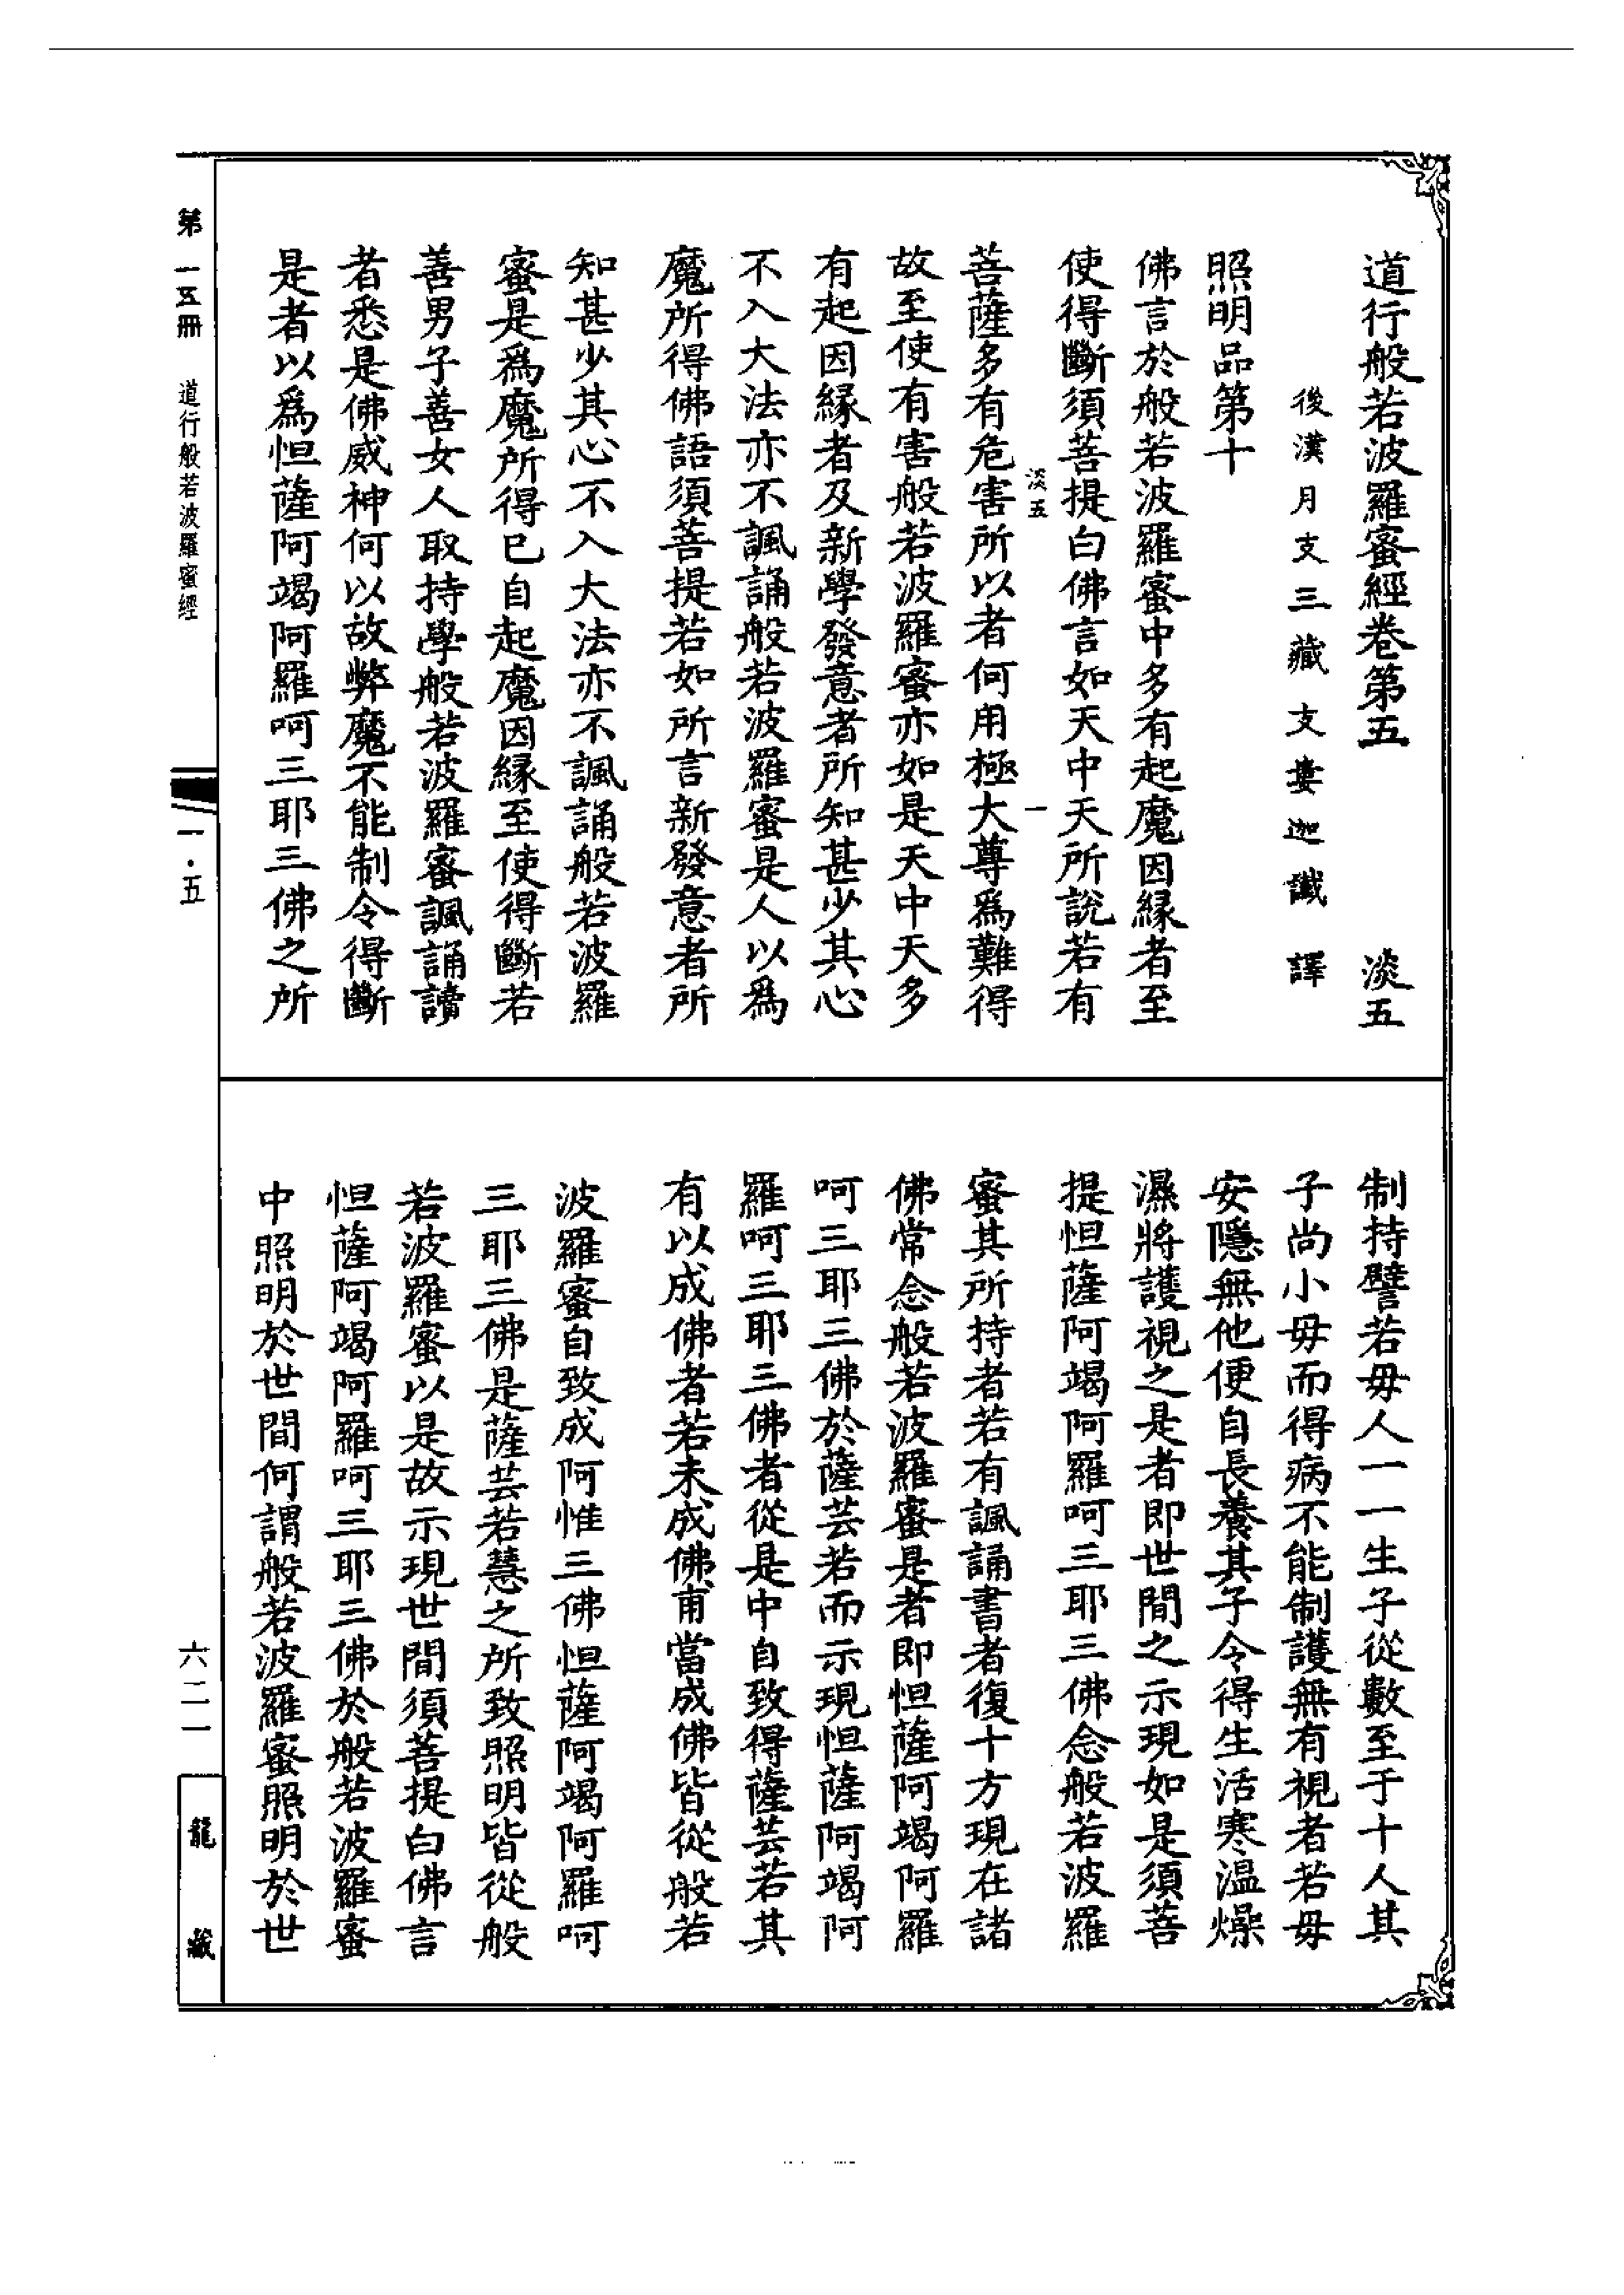 道行般若波羅蜜經卷第五　淡五
後漢月支三藏支婁迦讖　譯
照明品第十
佛言於般若波羅蜜中多有起魔因緣者至
使得斷須菩提白佛言如天中天所說若有
淡五　一
菩薩多有危害所以者何用極大尊為難得
故至使有害般若波羅蜜亦如是天中天多
有起因緣者及新學發意者所知甚少其心
不入大法亦不諷誦般若波羅蜜是人以為
魔所得佛語須菩提若如所言新發意者所
知甚少其心不入大法亦不諷誦般若波羅
蜜是為魔所得已自起魔因緣至使得斷若
善男子善女人取持學般若波羅蜜諷誦讀
者悉是佛威神何以故弊魔不能制令得斷
是者以為怛薩阿竭阿羅呵三耶三佛之所
制持譬若毋人一一生子從數至于十人其
子尚小毋而得病不能制護無有視者若毋
安隱無他便自長養其子令得生活寒温燥
濕將護視之是者即世間之示現如是須菩
提怛薩阿竭阿羅呵三耶三佛念般若波羅
蜜其所持者若有諷誦書者復十方現在諸
佛常念般若波羅蜜是者即怛薩阿竭阿羅
呵三耶三佛於薩芸若而示現怛薩阿竭阿
羅呵三耶三佛者從是中自致得薩芸若其
有以成佛者若未成佛甫當成佛皆從般若
波羅蜜自致成阿惟三佛怛薩阿竭阿羅呵
三耶三佛是薩芸若慧之所致照明皆從般
若波羅蜜以是故示現世間須菩提白佛言
怛薩阿竭阿羅呵三耶三佛於般若波羅蜜
中照明於世間何謂般若波羅蜜照明於世
第一五冊　道行般若波羅蜜經
一·五
六二一
龍藏